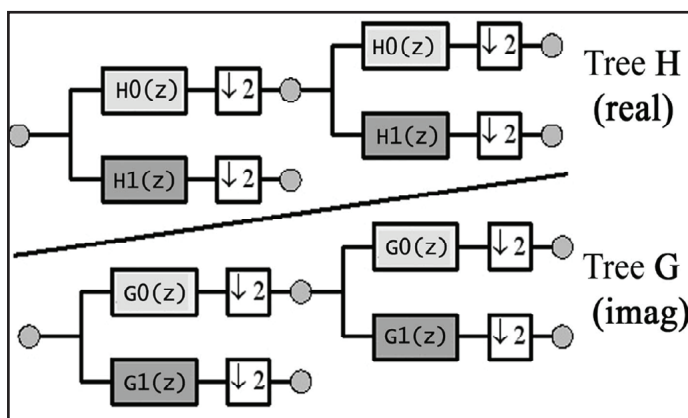 H0(z) ↓2
Tree H
(real)
H0(z) ↓2
H1(z) ↓2
H1(z) ↓2
G0(z) ↓2
Tree G
(imag)
G0(z) ↓2
G1(z) ↓2
G1(z) ↓2